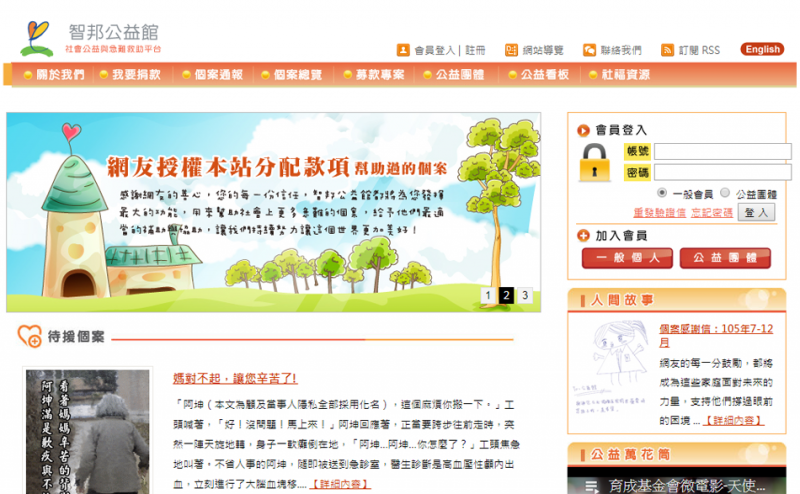 智邦公益館
社會公益與急難救助平台
會員登入 | 註冊
網站導覽
聯絡我們
訂閱 RSS
English
關於我們
我要捐款
個案通報
個案總覽
募款專案
公益團體
公益看板
社福資源
網友授權本站分配款項 幫助過的個案
感謝網友的善心，您的每一份信任，智邦公益館都將為您發揮
最大的功能，用來幫助社會上更多急難的個案，給予他們最適
當的補助與協助，讓我們持續努力讓這個世界更加美好！
1 2 3
會員登入
帳號
密碼
一般會員 公益團體
重發驗證信 忘記密碼 登 入
加入會員
一 般 個 人
公 益 團 體
待援個案
看著媽媽辛苦的背
阿坤滿是歉疚與不
媽對不起，讓您辛苦了!
「阿坤（本文為顧及當事人隱私全部採用化名），這個麻煩你搬一下。」工
頭喊著，「好！沒問題！馬上來！」阿坤回應著，正當要跨步往前走時，突
然一陣天旋地轉，身子一軟癱倒在地，「阿坤...阿坤...你怎麼了？」工頭焦急
地叫著，不省人事的阿坤，隨即被送到急診室，醫生診斷是高血壓性顱內出
血，立刻進行了大腦血塊移.... 【詳細內容】
人間故事
個案感謝信：105年7-12
月
網友的每一分鼓勵，都將
成為這些家庭面對未來的
力量，支持他們撐過眼前
的困境 ... 【詳細內容】
公益萬花筒
育成基金會微電影-天使...